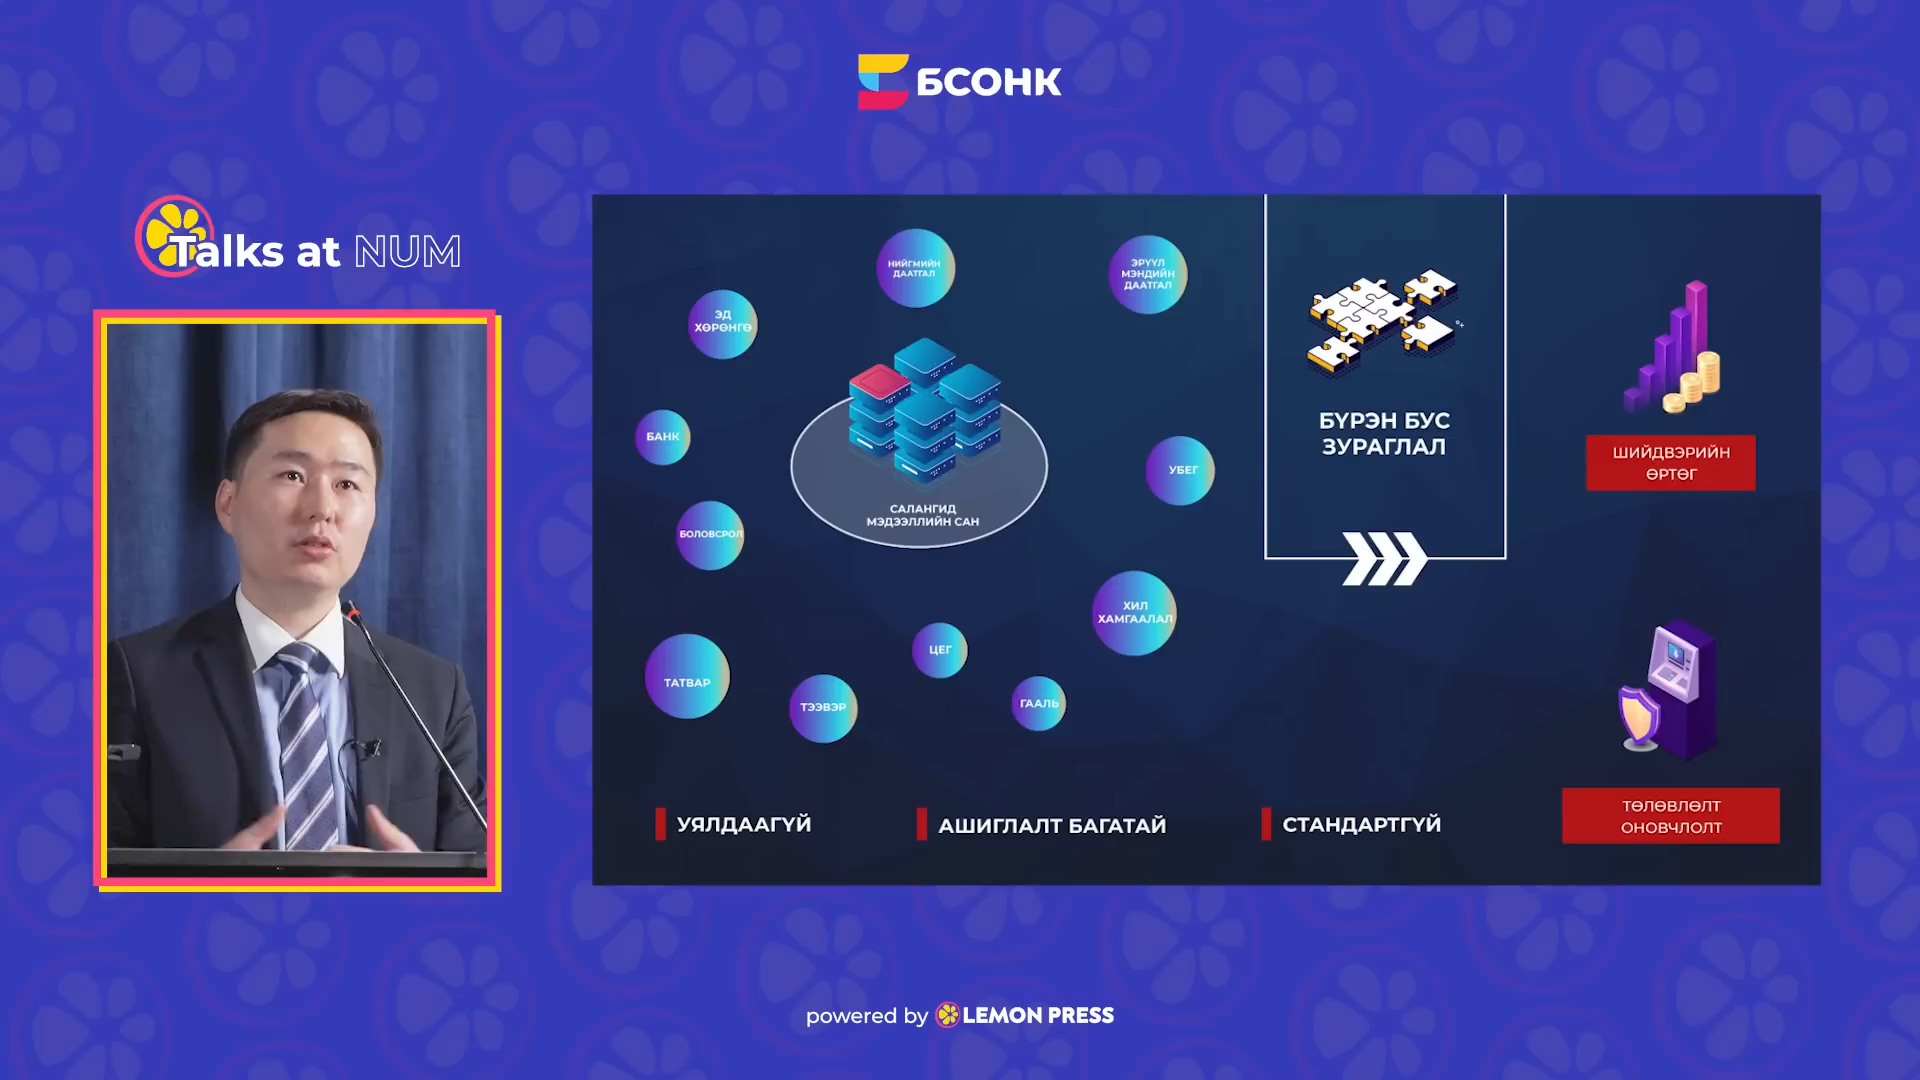 БСОНК
Talks at NUM
НИЙГМИЙН
ДААТГАЛ
ЭРҮҮЛ
МЭНДИЙН
ДААТГАЛ
ЭД
ХӨРӨНГӨ
БАНК
БОЛОВСРОЛ
ТАТВАР
ТЭЭВЭР
ЦЕГ
ГААЛЬ
ХИЛ
ХАМГААЛАЛ
УБЕГ
САЛАНГИД
МЭДЭЭЛЛИЙН САН
БҮРЭН БУС
ЗУРАГЛАЛ
ШИЙДВЭРИЙН
ӨРТӨГ
ТӨЛӨВЛӨЛТ
ОНОВЧЛОЛТ
УЯЛДААГҮЙ
АШИГЛАЛТ БАГАТАЙ
СТАНДАРТГҮЙ
powered by LEMON PRESS